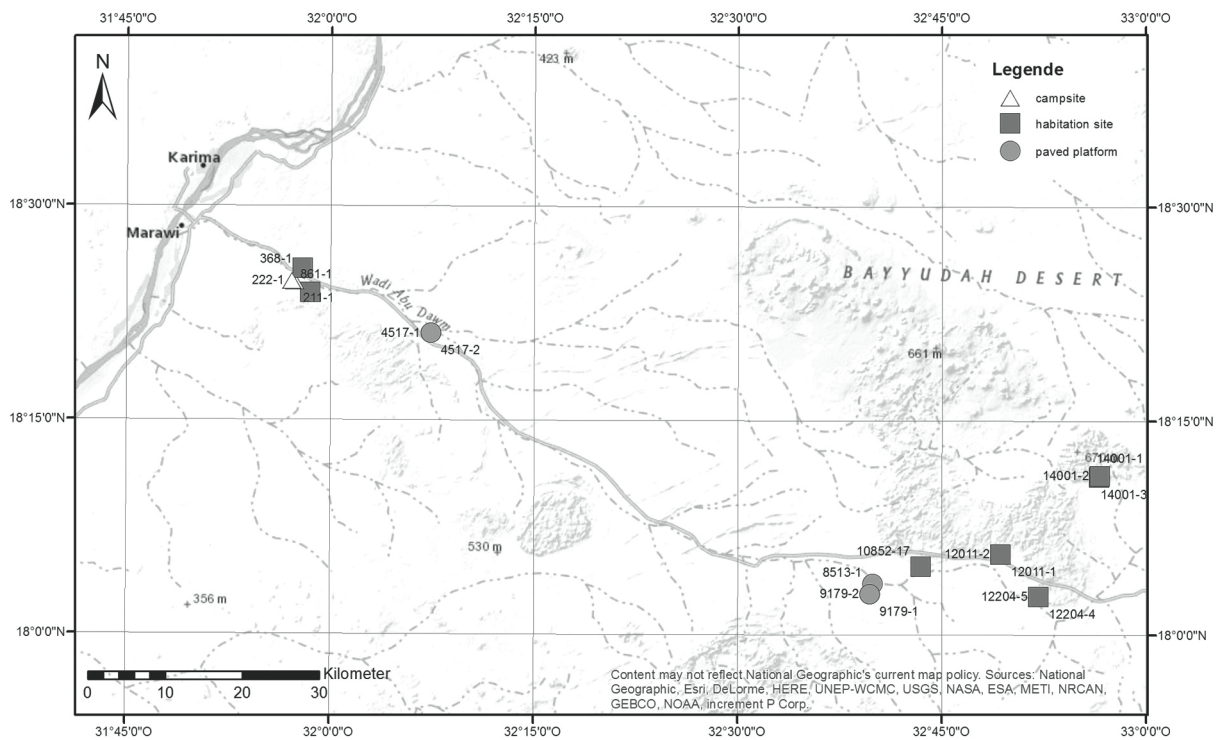 31°45'0"O 32°0'0"O 32°15'0"O 32°30'0"O 32°45'0"O 33°0'0"O
N
423 m
Legende
campsite
habitation site
paved platform
Karima
18°30'0"N 18°30'0"N
Marawi
368-1
861-1
222-1
211-1
Wadi Abu Dawm
BAYYUDAH DESERT
4517-1
4517-2
661 m
18°15'0"N 18°15'0"N
14001-1
14001-2
14001-3
530 m
10852-17
12011-2
12011-1
8513-1
9179-2
9179-1
12204-5
12204-4
356 m
18°0'0"N 18°0'0"N
Kilometer
0 10 20 30
Content may not reflect National Geographic's current map policy. Sources: National
Geographic, Esri, DeLorme, HERE, UNEP-WCMC, USGS, NASA, ESA, METI, NRCAN,
GEBCO, NOAA, increment P Corp.
31°45'0"O 32°0'0"O 32°15'0"O 32°30'0"O 32°45'0"O 33°0'0"O